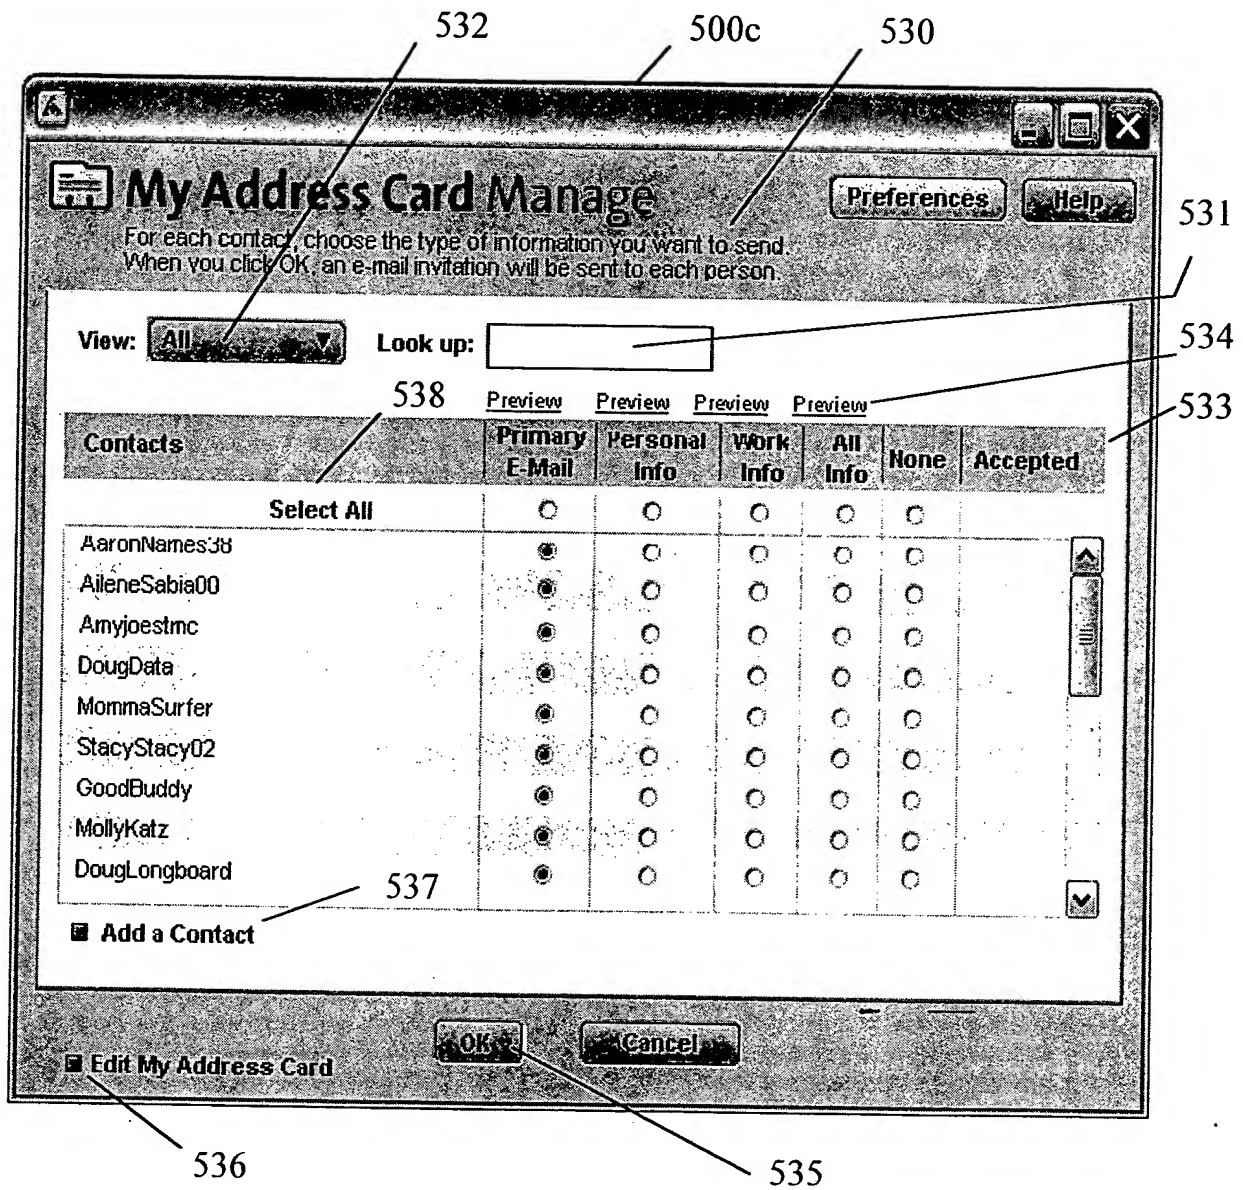 532 500c 530
My Address Card Manage
Preferences Help
531
For each contact, choose the type of information you want to send.
When you click OK, an e-mail invitation will be sent to each person.
View: All Look up:
534
538
Preview Preview Preview Preview
533
Contacts Primary E-Mail Personal Info Work Info All Info None Accepted
Select All
AaronNames38
AileneSabia00
Amyjoestmc
DougData
MommaSurfer
StacyStacy02
GoodBuddy
MollyKatz
DougLongboard
537
Add a Contact
OK Cancel
Edit My Address Card
536 535